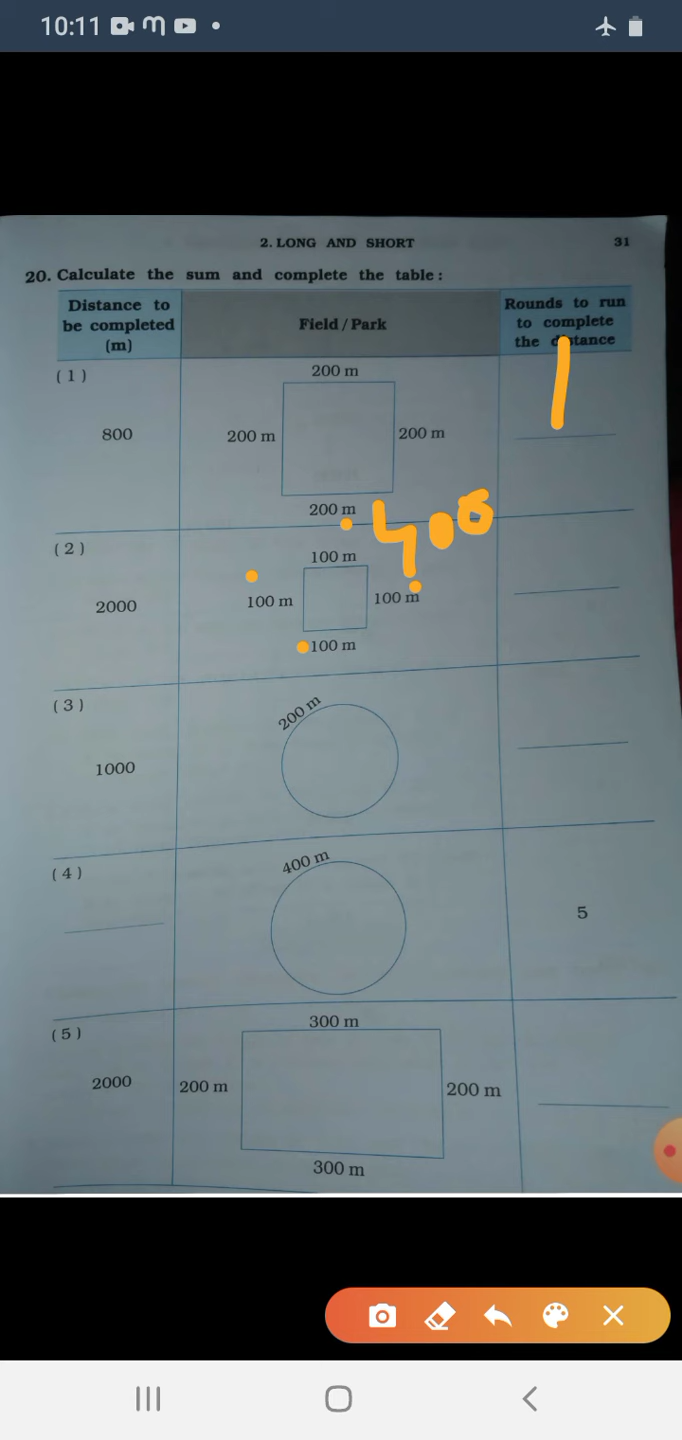 10:11
2. LONG AND SHORT 31
20. Calculate the sum and complete the table :
Distance to be completed (m)
Field / Park
Rounds to run to complete the distance
( 1 )
800
200 m
200 m
200 m
200 m
1
( 2 )
2000
400
100 m
100 m
100 m
100 m
( 3 )
1000
200 m
( 4 )
400 m
5
( 5 )
2000
300 m
200 m
200 m
300 m